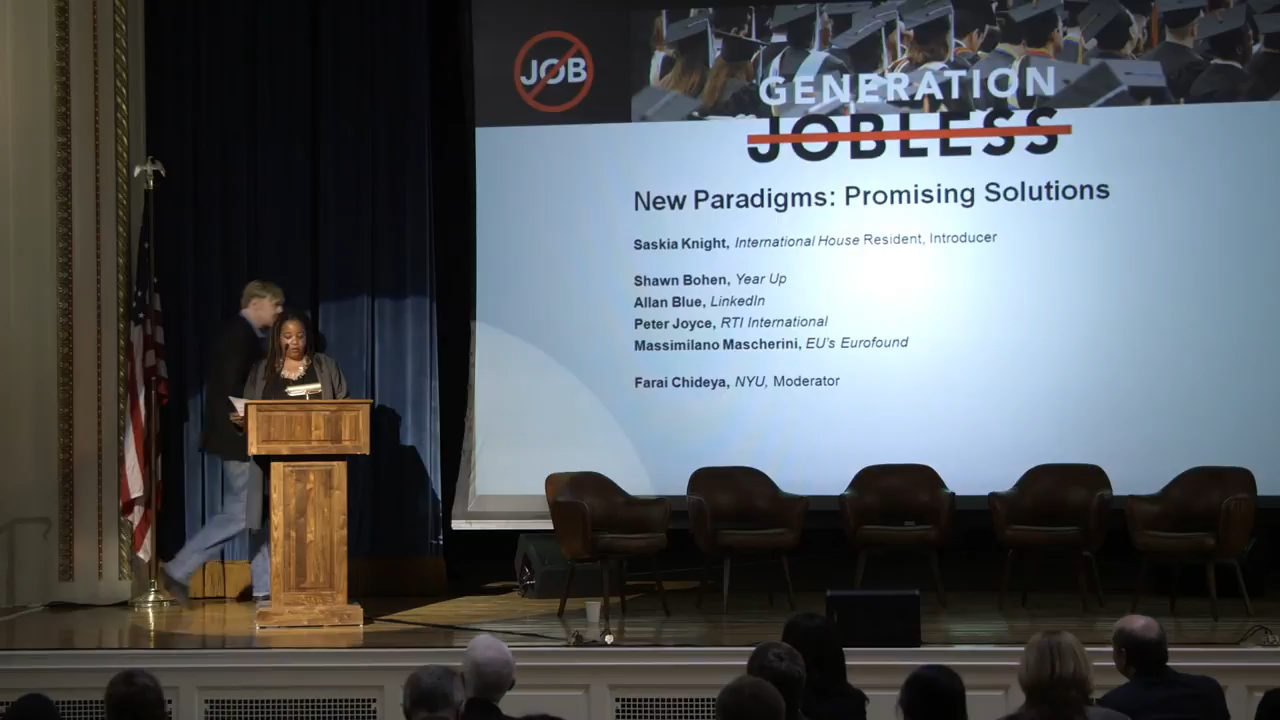 JOB
GENERATION
JOBLESS
New Paradigms: Promising Solutions
Saskia Knight, International House Resident, Introducer
Shawn Bohen, Year Up
Allan Blue, LinkedIn
Peter Joyce, RTI International
Massimilano Mascherini, EU's Eurofound
Farai Chideya, NYU, Moderator